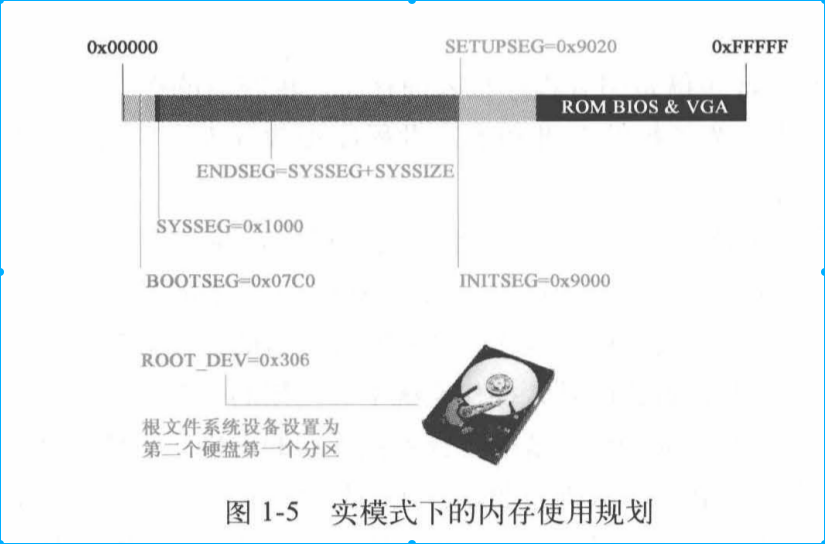 0x00000
SETUPSEG=0x9020
0xFFFFF
ROM BIOS & VGA
ENDSEG=SYSSEG+SYSSIZE
SYSSEG=0x1000
BOOTSEG=0x07C0
INITSEG=0x9000
ROOT_DEV=0x306
根文件系统设备设置为
第二个硬盘第一个分区
图 1-5 实模式下的内存使用规划